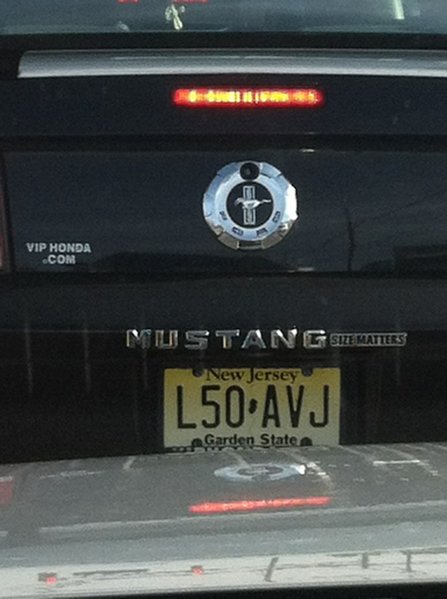 VIP HONDA
.COM
MUSTANG SIZE MATTERS
New Jersey
L50 AVJ
Garden State